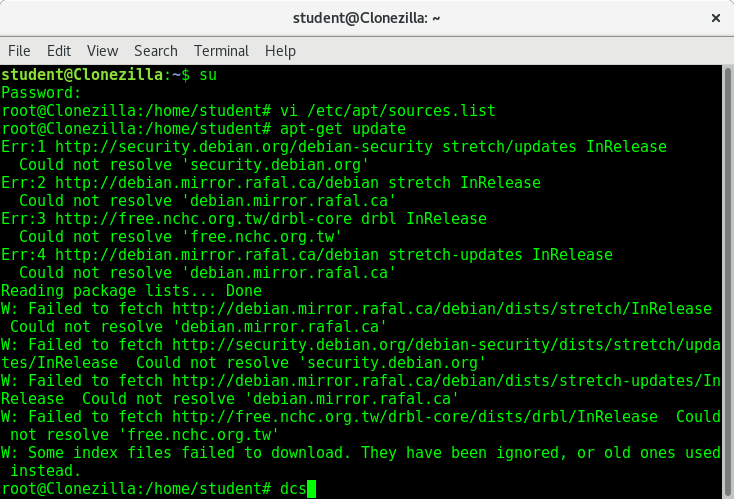 student@Clonezilla: ~
File Edit View Search Terminal Help
student@Clonezilla:~$ su
Password:
root@Clonezilla:/home/student# vi /etc/apt/sources.list
root@Clonezilla:/home/student# apt-get update
Err:1 http://security.debian.org/debian-security stretch/updates InRelease
  Could not resolve 'security.debian.org'
Err:2 http://debian.mirror.rafal.ca/debian stretch InRelease
  Could not resolve 'debian.mirror.rafal.ca'
Err:3 http://free.nchc.org.tw/drbl-core drbl InRelease
  Could not resolve 'free.nchc.org.tw'
Err:4 http://debian.mirror.rafal.ca/debian stretch-updates InRelease
  Could not resolve 'debian.mirror.rafal.ca'
Reading package lists... Done
W: Failed to fetch http://debian.mirror.rafal.ca/debian/dists/stretch/InRelease
 Could not resolve 'debian.mirror.rafal.ca'
W: Failed to fetch http://security.debian.org/debian-security/dists/stretch/upda
tes/InRelease  Could not resolve 'security.debian.org'
W: Failed to fetch http://debian.mirror.rafal.ca/debian/dists/stretch-updates/In
Release  Could not resolve 'debian.mirror.rafal.ca'
W: Failed to fetch http://free.nchc.org.tw/drbl-core/dists/drbl/InRelease  Could
 not resolve 'free.nchc.org.tw'
W: Some index files failed to download. They have been ignored, or old ones used
 instead.
root@Clonezilla:/home/student# dcs